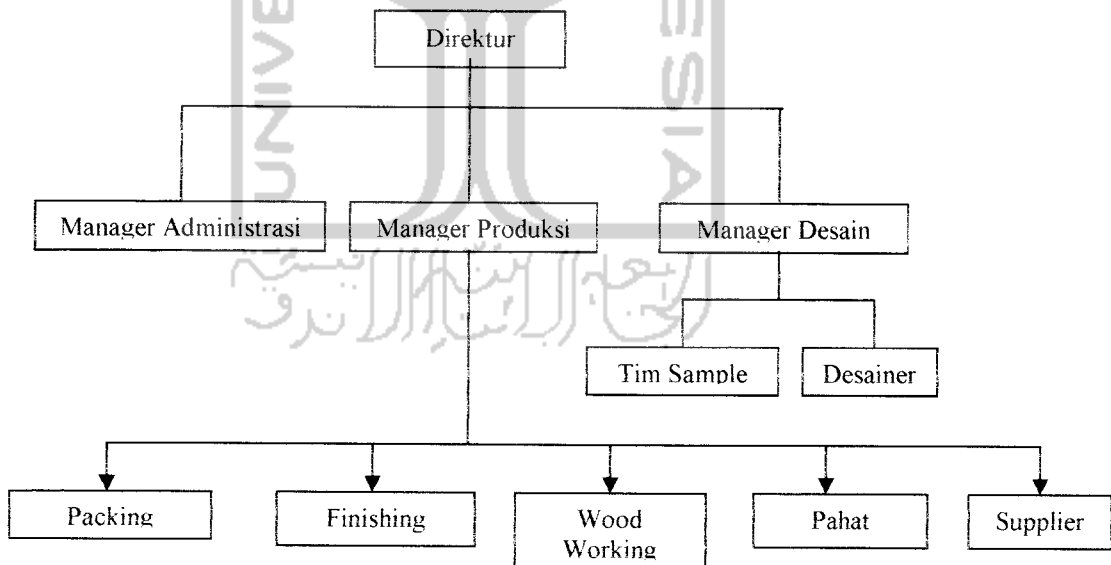 Direktur
Manager Administrasi
Manager Produksi
Manager Desain
Tim Sample
Desainer
Packing
Finishing
Wood
Working
Pahat
Supplier